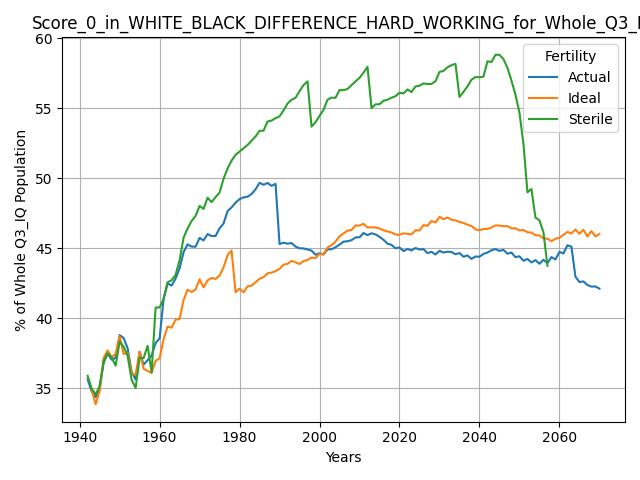 Score_0_in_WHITE_BLACK_DIFFERENCE_HARD_WORKING_for_Whole_Q3_I
% of Whole Q3_IQ Population
60
55
50
45
40
35
Fertility
Actual
Ideal
Sterile
1940 1960 1980 2000 2020 2040 2060
Years